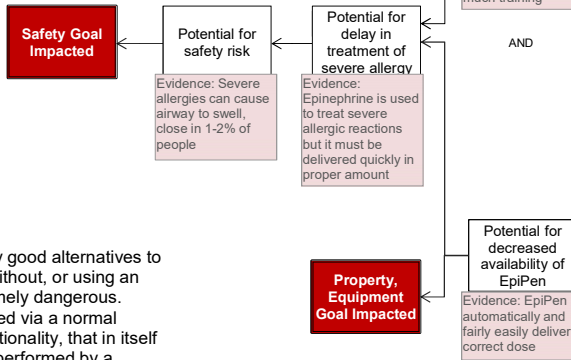 much training
Safety Goal
Impacted
Potential for
safety risk
Potential for
delay in
treatment of
severe allergy
AND
Evidence: Severe
allergies can cause
airway to swell,
close in 1-2% of
people
Evidence:
Epinephrine is used
to treat severe
allergic reactions
but it must be
delivered quickly in
proper amount
good alternatives to
without, or using an
dangerous.
via a normal
that in itself
performed by a
Property,
Equipment
Goal Impacted
Potential for
decreased
availability of
EpiPen
Evidence: EpiPen
automatically and
fairly easily deliver
correct dose